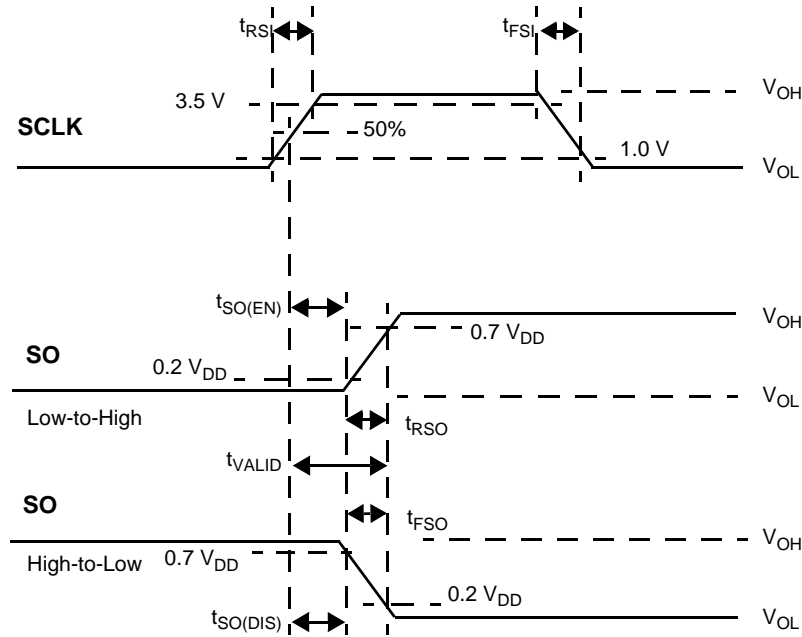 tRSI
tFSI
3.5 V
VOH
SCLK
50%
1.0 V
VOL
tSO(EN)
VOH
0.7 VDD
SO
0.2 VDD
VOL
Low-to-High
tRSO
tVALID
SO
tFSO
VOH
High-to-Low
0.7 VDD
0.2 VDD
tSO(DIS)
VOL